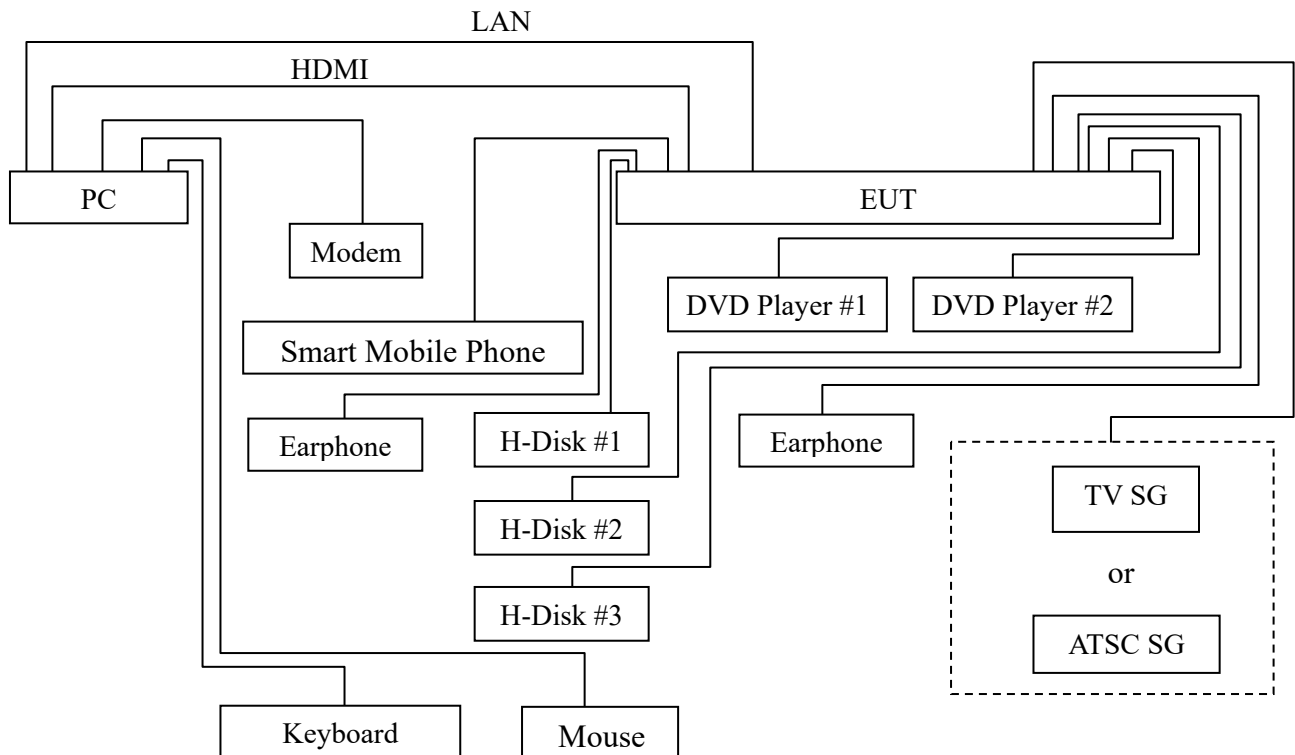 LAN
HDMI
PC
EUT
Modem
DVD Player #1
DVD Player #2
Smart Mobile Phone
Earphone
H-Disk #1
Earphone
TV SG
H-Disk #2
or
H-Disk #3
ATSC SG
Keyboard
Mouse